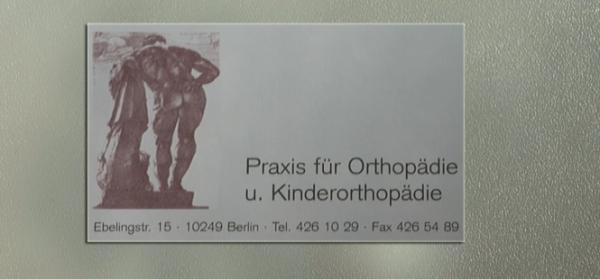 Praxis für Orthopädie
u. Kinderorthopädie
Ebelingstr. 15 · 10249 Berlin · Tel. 426 10 29 · Fax 426 54 89